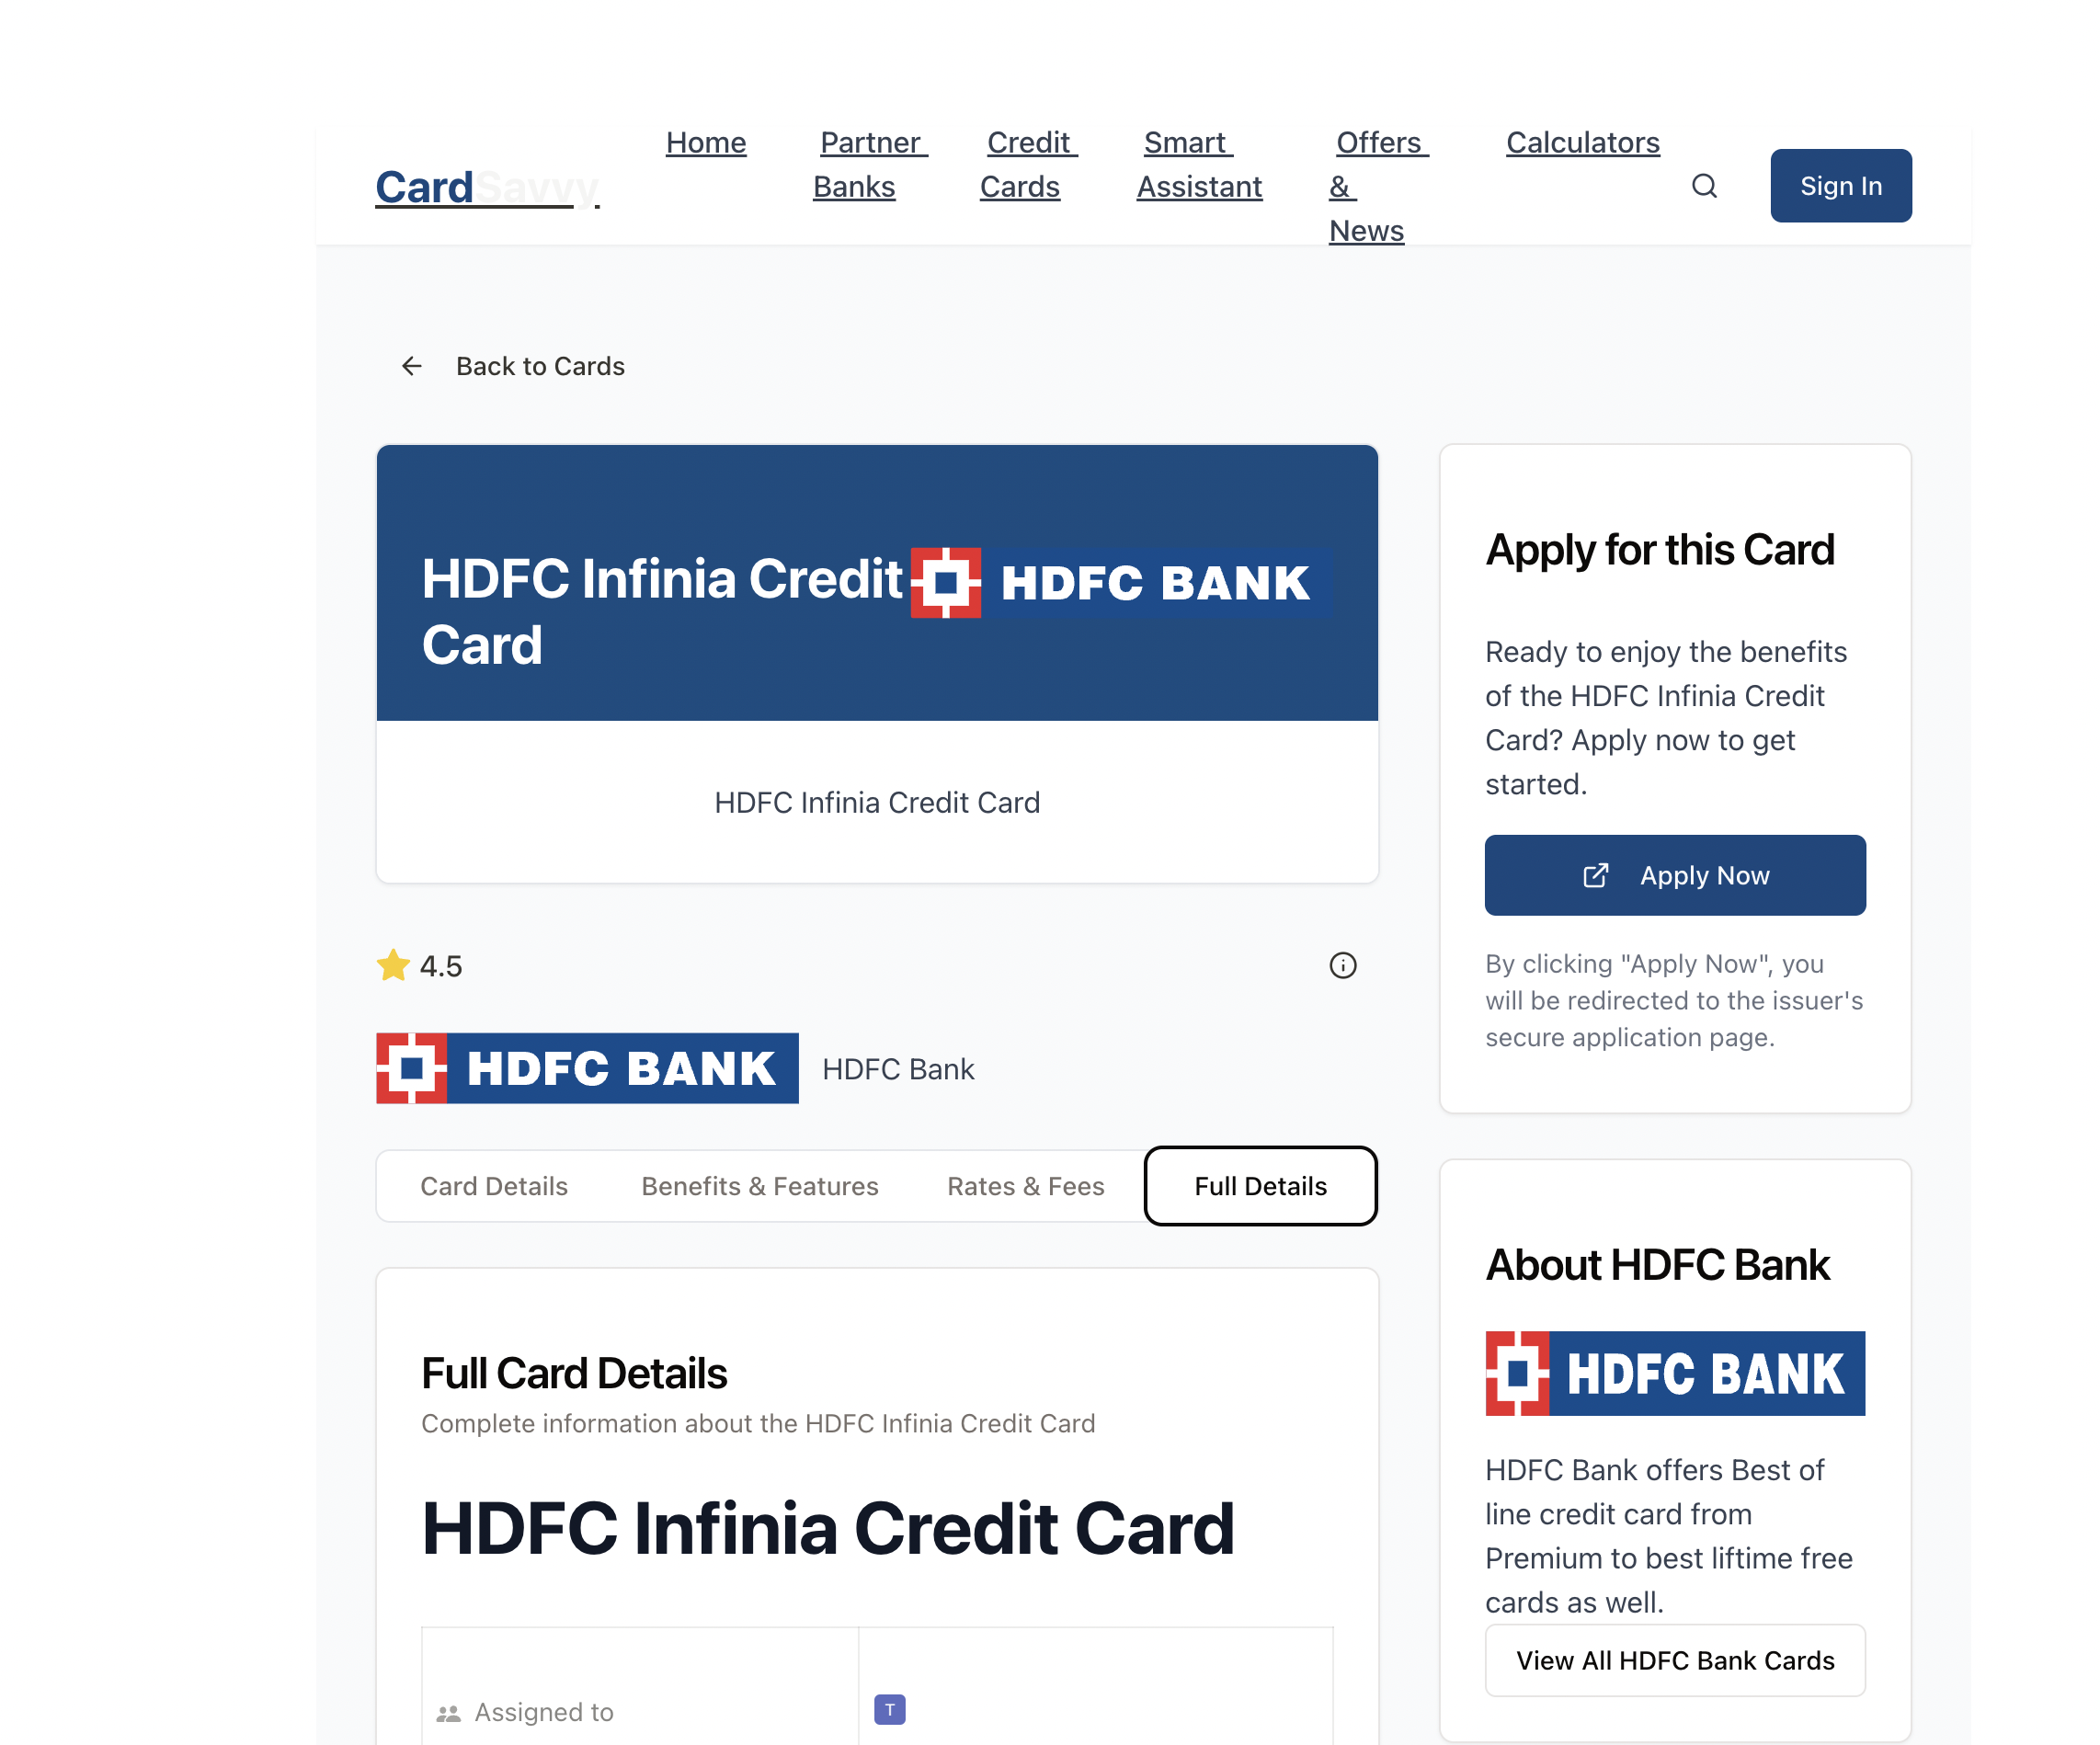 CardSavvy
Home
Partner
Banks
Credit
Cards
Smart
Assistant
Offers
&
News
Calculators
Sign In
Back to Cards
HDFC Infinia Credit
Card
HDFC BANK
HDFC Infinia Credit Card
4.5
HDFC BANK
HDFC Bank
Card Details
Benefits & Features
Rates & Fees
Full Details
Full Card Details
Complete information about the HDFC Infinia Credit Card
HDFC Infinia Credit Card
Assigned to
T
Apply for this Card
Ready to enjoy the benefits
of the HDFC Infinia Credit
Card? Apply now to get
started.
Apply Now
By clicking "Apply Now", you
will be redirected to the issuer's
secure application page.
About HDFC Bank
HDFC BANK
HDFC Bank offers Best of
line credit card from
Premium to best liftime free
cards as well.
View All HDFC Bank Cards